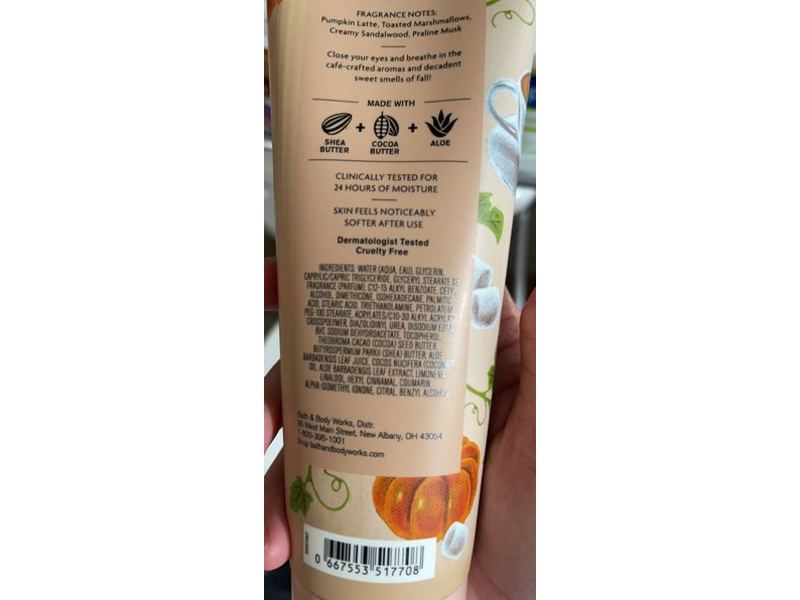 FRAGRANCE NOTES:
Pumpkin Latte, Toasted Marshmallows,
Creamy Sandalwood, Praline Musk
Close your eyes and breathe in the
café-crafted aromas and decadent
sweet smells of fall!
MADE WITH
SHEA BUTTER + COCOA BUTTER + ALOE
CLINICALLY TESTED FOR
24 HOURS OF MOISTURE
SKIN FEELS NOTICEABLY
SOFTER AFTER USE
Dermatologist Tested
Cruelty Free
INGREDIENTS: WATER (AQUA, EAU), GLYCERIN,
CAPRYLIC/CAPRIC TRIGLYCERIDE, GLYCERYL STEARATE SE,
FRAGRANCE (PARFUM), C12-15 ALKYL BENZOATE, CETYL
ALCOHOL, DIMETHICONE, ISOHEXADECANE, PALMITIC
ACID, STEARIC ACID, TRIETHANOLAMINE, PETROLATUM,
PEG-100 STEARATE, ACRYLATES/C10-30 ALKYL ACRYLATE
CROSSPOLYMER, DIAZOLIDINYL UREA, DISODIUM EDTA,
BHT, SODIUM DEHYDROACETATE, TOCOPHEROL,
THEOBROMA CACAO (COCOA) SEED BUTTER,
BUTYROSPERMUM PARKII (SHEA) BUTTER, ALOE
BARBADENSIS LEAF JUICE, COCOS NUCIFERA (COCONUT)
OIL, ALOE BARBADENSIS LEAF EXTRACT, LIMONENE,
LINALOOL, HEXYL CINNAMAL, COUMARIN,
ALPHA-ISOMETHYL IONONE, CITRAL, BENZYL ALCOHOL
Bath & Body Works, Distr.
95 West Main Street, New Albany, OH 43054
1-800-395-1001
Shop bathandbodyworks.com
0 667553 517708